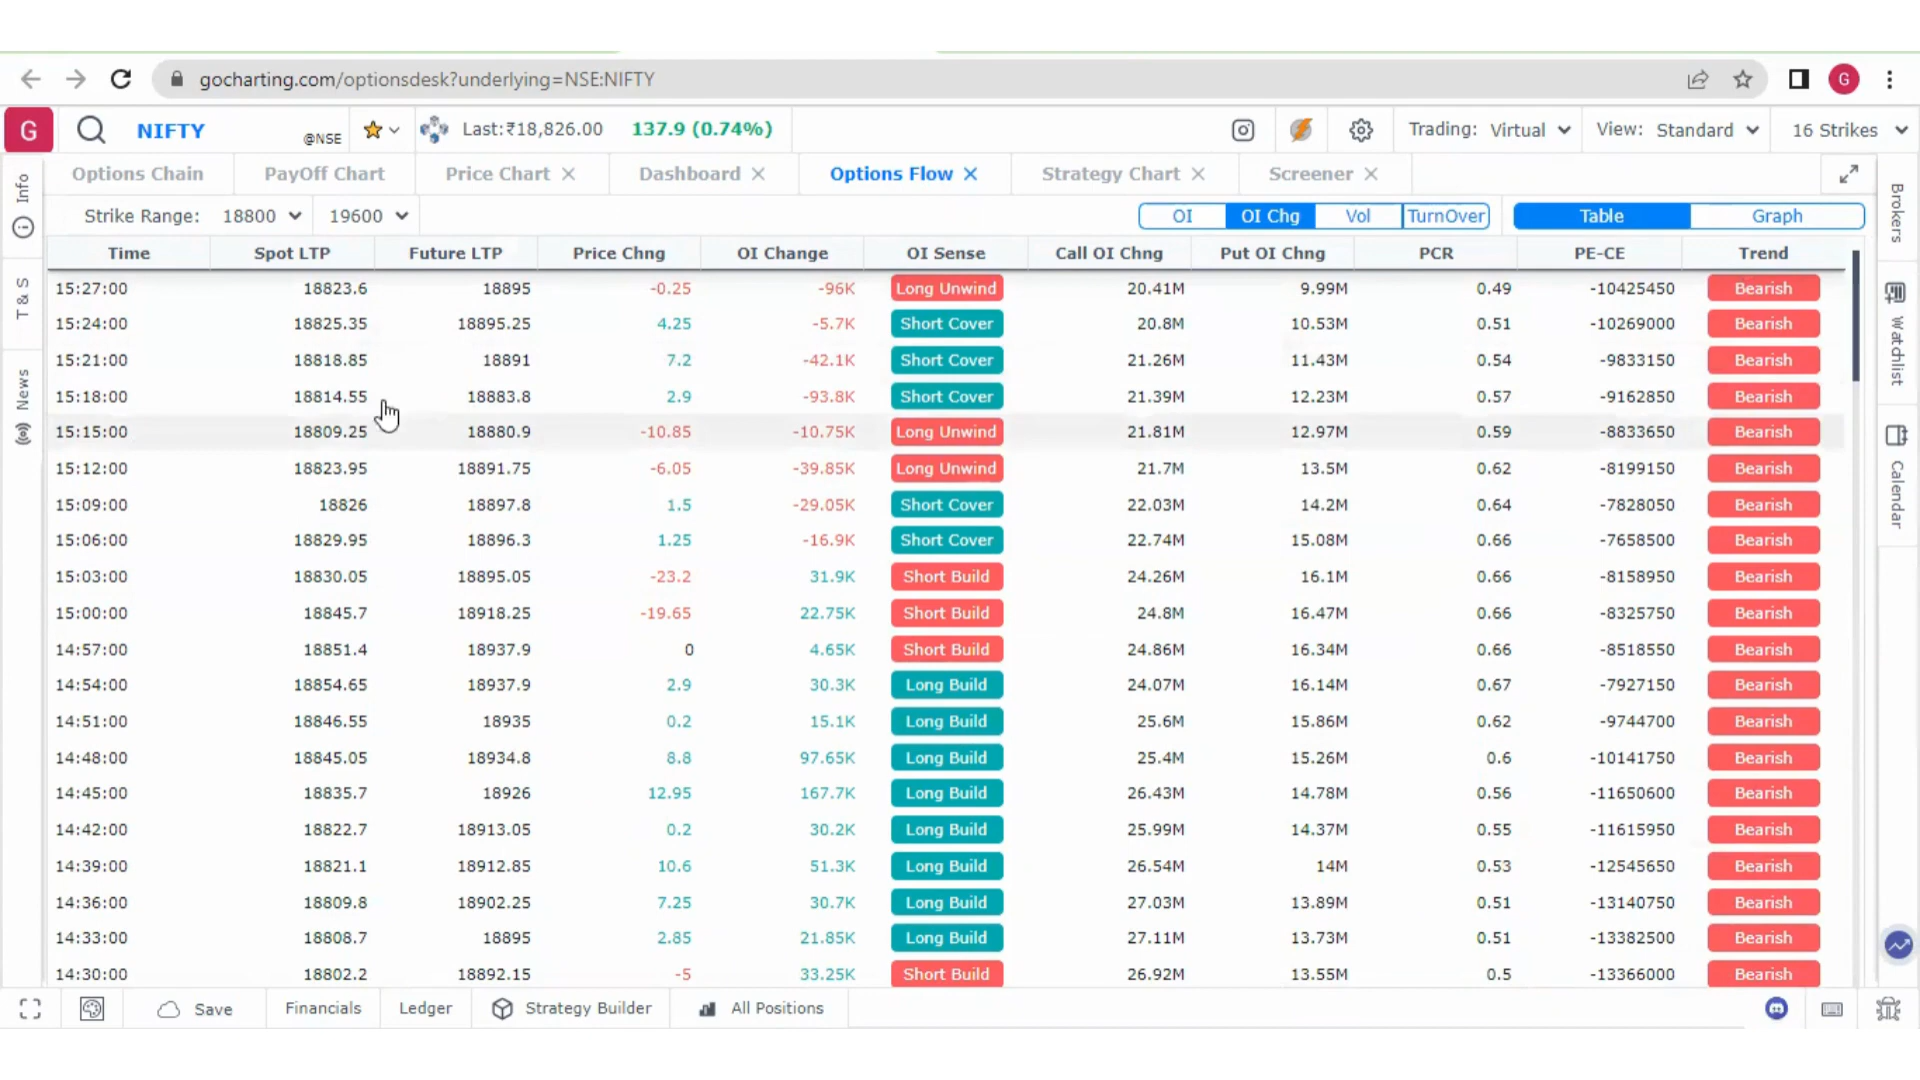 gocharting.com/optionsdesk?underlying=NSE:NIFTY G
G NIFTY @NSE Last:₹18,826.00 137.9 (0.74%) Trading: Virtual View: Standard 16 Strikes
Options Chain PayOff Chart Price Chart Dashboard Options Flow Strategy Chart Screener
Strike Range: 18800 19600 OI OI Chg Vol TurnOver Table Graph
Time Spot LTP Future LTP Price Chng OI Change OI Sense Call OI Chng Put OI Chng PCR PE-CE Trend
15:27:00 18823.6 18895 -0.25 -96K Long Unwind 20.41M 9.99M 0.49 -10425450 Bearish
15:24:00 18825.35 18895.25 4.25 -5.7K Short Cover 20.8M 10.53M 0.51 -10269000 Bearish
15:21:00 18818.85 18891 7.2 -42.1K Short Cover 21.26M 11.43M 0.54 -9833150 Bearish
15:18:00 18814.55 18883.8 2.9 -93.8K Short Cover 21.39M 12.23M 0.57 -9162850 Bearish
15:15:00 18809.25 18880.9 -10.85 -10.75K Long Unwind 21.81M 12.97M 0.59 -8833650 Bearish
15:12:00 18823.95 18891.75 -6.05 -39.85K Long Unwind 21.7M 13.5M 0.62 -8199150 Bearish
15:09:00 18826 18897.8 1.5 -29.05K Short Cover 22.03M 14.2M 0.64 -7828050 Bearish
15:06:00 18829.95 18896.3 1.25 -16.9K Short Cover 22.74M 15.08M 0.66 -7658500 Bearish
15:03:00 18830.05 18895.05 -23.2 31.9K Short Build 24.26M 16.1M 0.66 -8158950 Bearish
15:00:00 18845.7 18918.25 -19.65 22.75K Short Build 24.8M 16.47M 0.66 -8325750 Bearish
14:57:00 18851.4 18937.9 0 4.65K Short Build 24.86M 16.34M 0.66 -8518550 Bearish
14:54:00 18854.65 18937.9 2.9 30.3K Long Build 24.07M 16.14M 0.67 -7927150 Bearish
14:51:00 18846.55 18935 0.2 15.1K Long Build 25.6M 15.86M 0.62 -9744700 Bearish
14:48:00 18845.05 18934.8 8.8 97.65K Long Build 25.4M 15.26M 0.6 -10141750 Bearish
14:45:00 18835.7 18926 12.95 167.7K Long Build 26.43M 14.78M 0.56 -11650600 Bearish
14:42:00 18822.7 18913.05 0.2 30.2K Long Build 25.99M 14.37M 0.55 -11615950 Bearish
14:39:00 18821.1 18912.85 10.6 51.3K Long Build 26.54M 14M 0.53 -12545650 Bearish
14:36:00 18809.8 18902.25 7.25 30.7K Long Build 27.03M 13.89M 0.51 -13140750 Bearish
14:33:00 18808.7 18895 2.85 21.85K Long Build 27.11M 13.73M 0.51 -13382500 Bearish
14:30:00 18802.2 18892.15 -5 33.25K Short Build 26.92M 13.55M 0.5 -13366000 Bearish
Info
T & S
News
Brokers
Watchlist
Calendar
Save Financials Ledger Strategy Builder All Positions